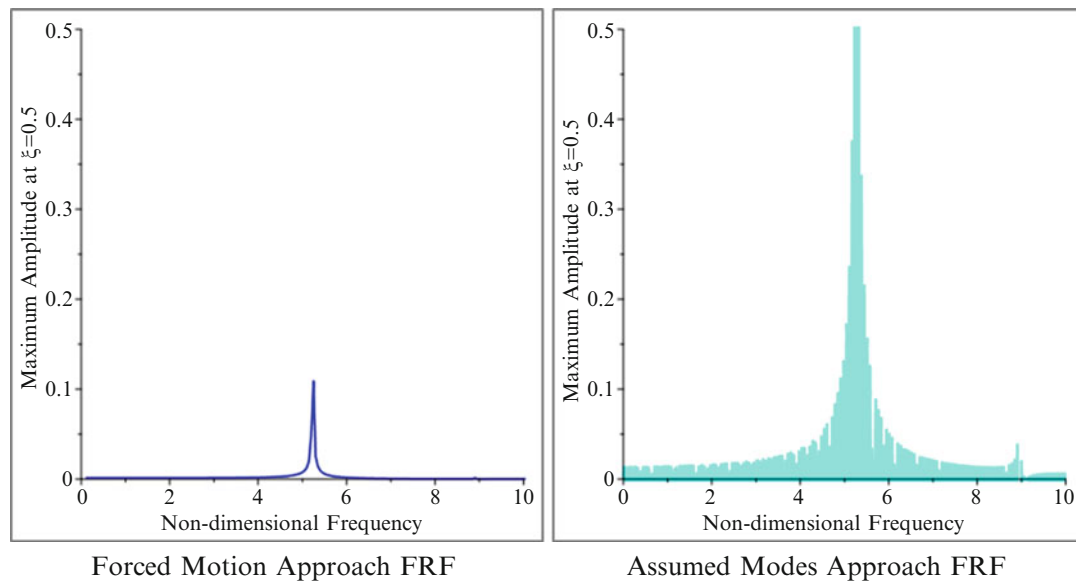 0.5
0.4
0.3
0.2
0.1
0
Maximum Amplitude at ξ=0.5
0 2 4 6 8 10
Non-dimensional Frequency
Forced Motion Approach FRF
0.5
0.4
0.3
0.2
0.1
0
Maximum Amplitude at ξ=0.5
0 2 4 6 8 10
Non-dimensional Frequency
Assumed Modes Approach FRF